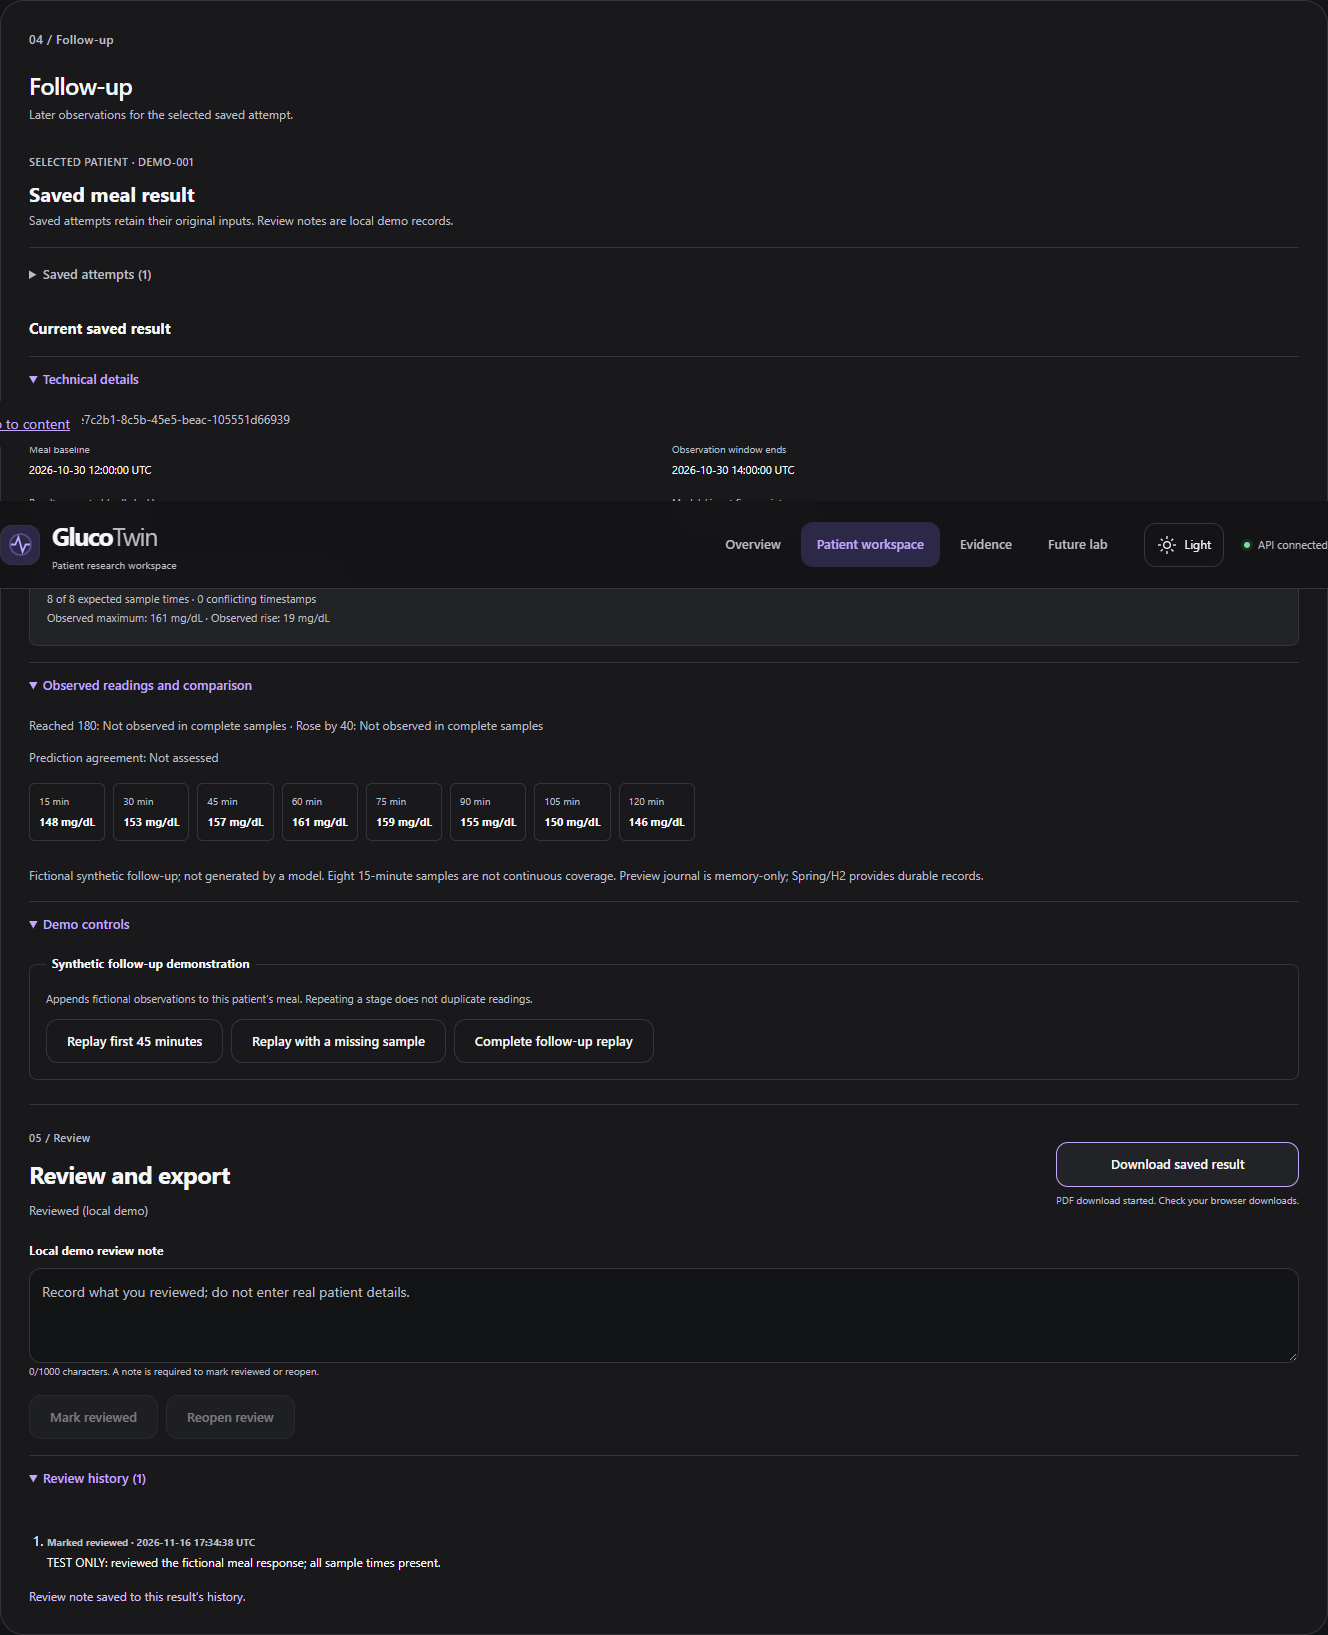 04 / Follow-up
Follow-up
Later observations for the selected saved attempt.
SELECTED PATIENT · DEMO-001
Saved meal result
Saved attempts retain their original inputs. Review notes are local demo records.
Saved attempts (1)
Current saved result
Technical details
to content
7c2b1-8c5b-45e5-beac-105551d66939
Meal baseline
2026-10-30 12:00:00 UTC
Observation window ends
2026-10-30 14:00:00 UTC
GlucoTwin
Patient research workspace
Overview
Patient workspace
Evidence
Future lab
Light
API connected
8 of 8 expected sample times · 0 conflicting timestamps
Observed maximum: 161 mg/dL · Observed rise: 19 mg/dL
Observed readings and comparison
Reached 180: Not observed in complete samples · Rose by 40: Not observed in complete samples
Prediction agreement: Not assessed
15 min
148 mg/dL
30 min
153 mg/dL
45 min
157 mg/dL
60 min
161 mg/dL
75 min
159 mg/dL
90 min
155 mg/dL
105 min
150 mg/dL
120 min
146 mg/dL
Fictional synthetic follow-up; not generated by a model. Eight 15-minute samples are not continuous coverage. Preview journal is memory-only; Spring/H2 provides durable records.
Demo controls
Synthetic follow-up demonstration
Appends fictional observations to this patient's meal. Repeating a stage does not duplicate readings.
Replay first 45 minutes
Replay with a missing sample
Complete follow-up replay
05 / Review
Review and export
Reviewed (local demo)
Download saved result
PDF download started. Check your browser downloads.
Local demo review note
Record what you reviewed; do not enter real patient details.
0/1000 characters. A note is required to mark reviewed or reopen.
Mark reviewed
Reopen review
Review history (1)
1. Marked reviewed · 2026-11-16 17:34:38 UTC
TEST ONLY: reviewed the fictional meal response; all sample times present.
Review note saved to this result's history.